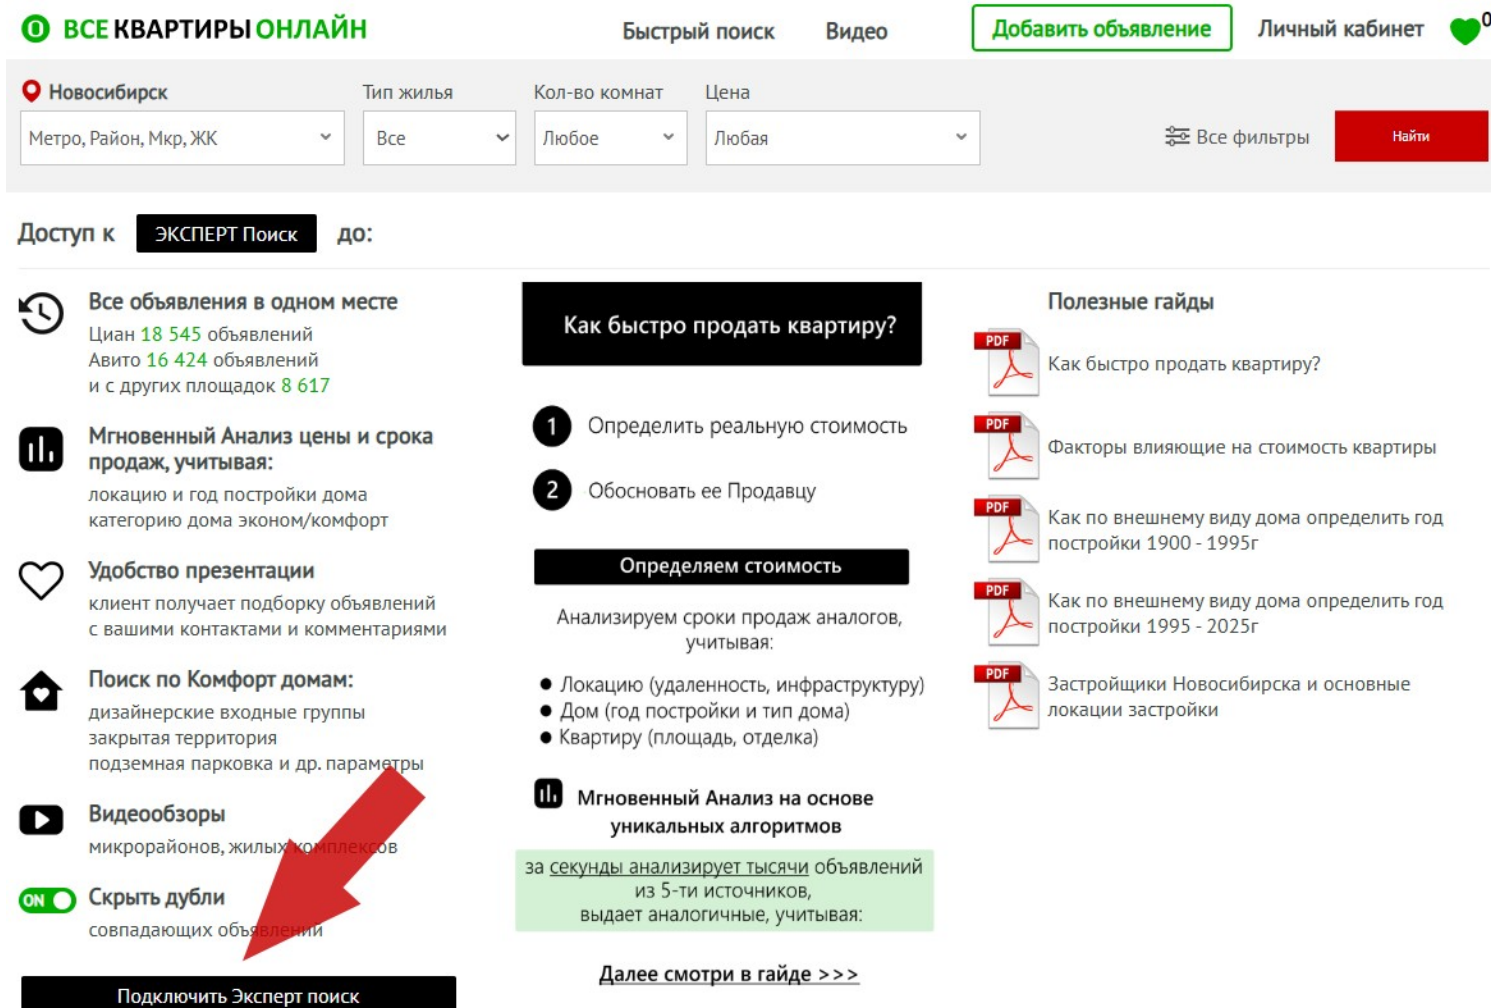 ВСЕ КВАРТИРЫ ОНЛАЙН
Быстрый поиск
Видео
Добавить объявление
Личный кабинет
0
Новосибирск
Тип жилья
Кол-во комнат
Цена
Метро, Район, Мкр, ЖК
Все
Любое
Любая
Все фильтры
Найти
Доступ к ЭКСПЕРТ Поиск до:
Все объявления в одном месте
Циан 18 545 объявлений
Авито 16 424 объявлений
и с других площадок 8 617
Мгновенный Анализ цены и срока
продаж, учитывая:
локацию и год постройки дома
категорию дома эконом/комфорт
Удобство презентации
клиент получает подборку объявлений
с вашими контактами и комментариями
Поиск по Комфорт домам:
дизайнерские входные группы
закрытая территория
подземная парковка и др. параметры
Видеообзоры
микрорайонов, жилых комплексов
ON
Скрыть дубли
совпадающих объявлений
Подключить Эксперт поиск
Как быстро продать квартиру?
1 Определить реальную стоимость
2 Обосновать ее Продавцу
Определяем стоимость
Анализируем сроки продаж аналогов,
учитывая:
● Локацию (удаленность, инфраструктуру)
● Дом (год постройки и тип дома)
● Квартиру (площадь, отделка)
Мгновенный Анализ на основе
уникальных алгоритмов
за секунды анализирует тысячи объявлений
из 5-ти источников,
выдает аналогичные, учитывая:
Далее смотри в гайде >>>
Полезные гайды
PDF
Как быстро продать квартиру?
PDF
Факторы влияющие на стоимость квартиры
PDF
Как по внешнему виду дома определить год
постройки 1900 - 1995г
PDF
Как по внешнему виду дома определить год
постройки 1995 - 2025г
PDF
Застройщики Новосибирска и основные
локации застройки